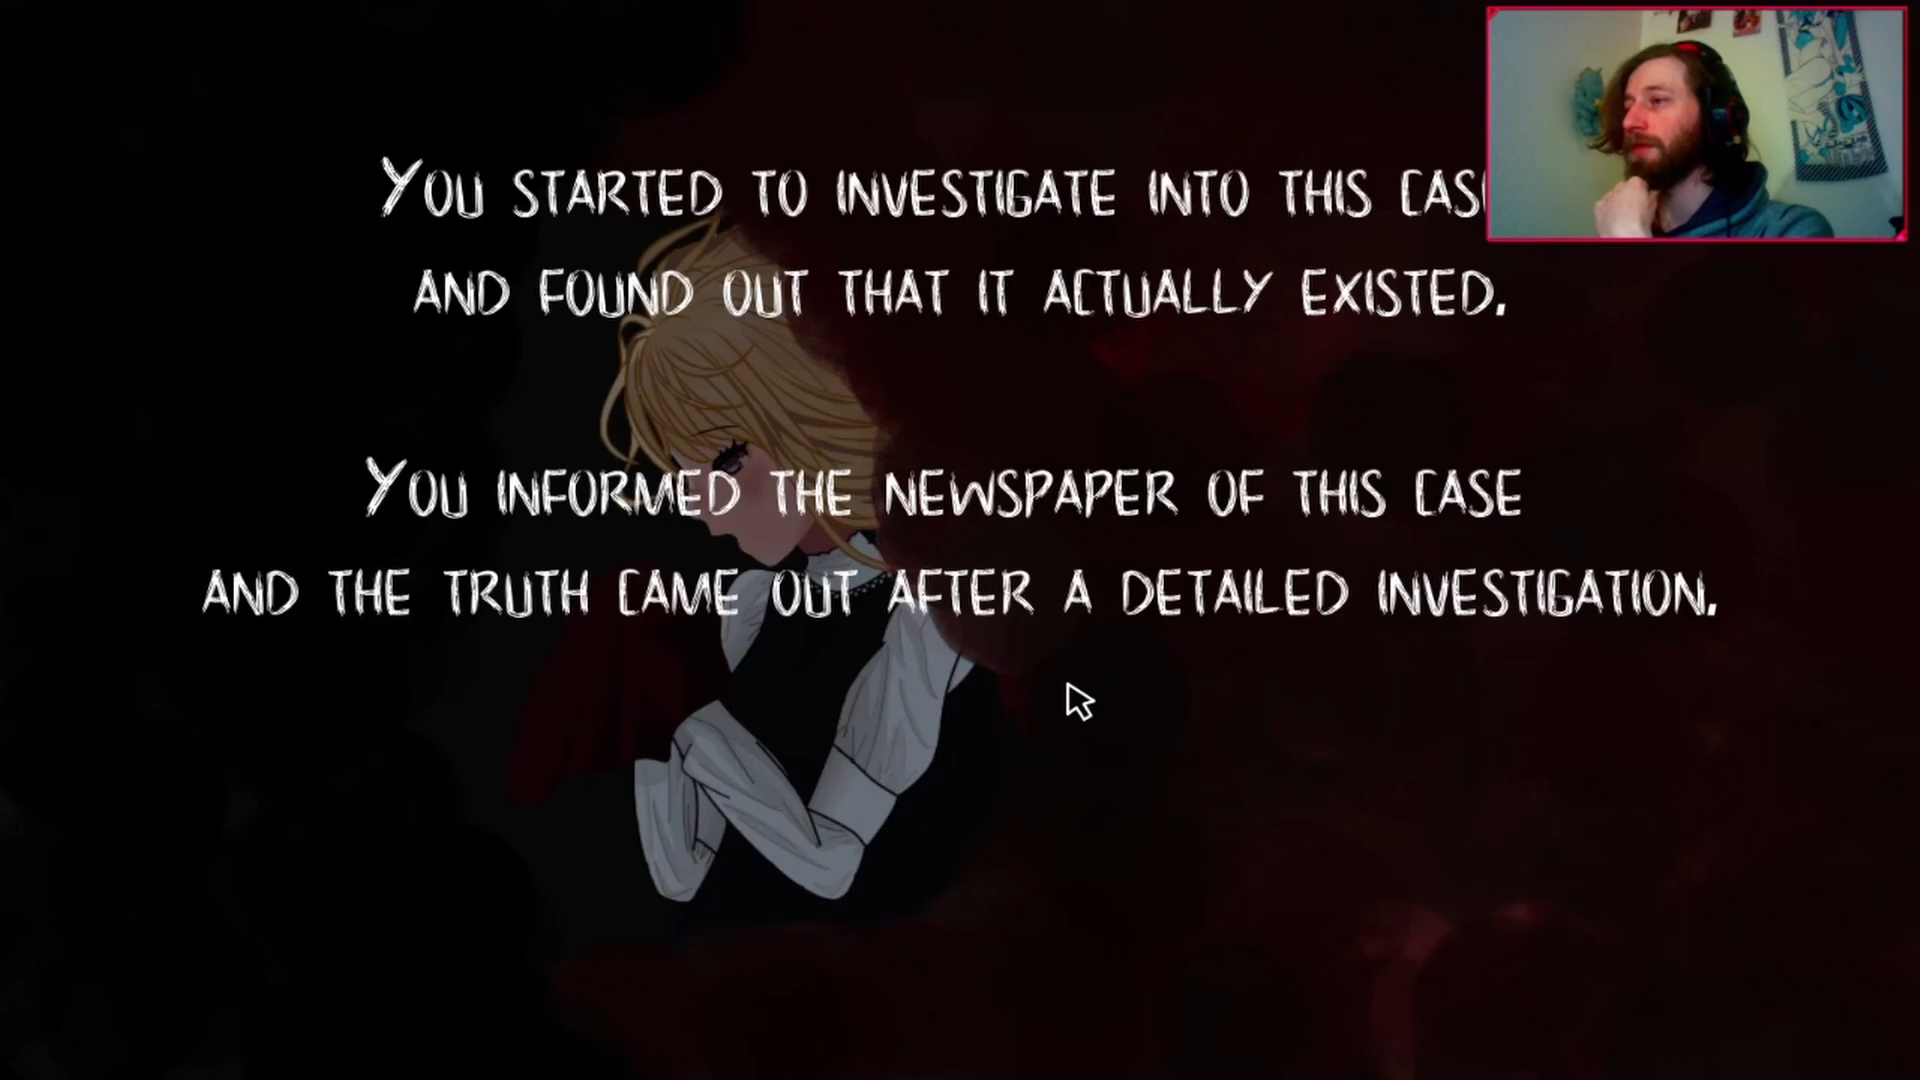 YOU STARTED TO INVESTIGATE INTO THIS CASE
AND FOUND OUT THAT IT ACTUALLY EXISTED.
YOU INFORMED THE NEWSPAPER OF THIS CASE
AND THE TRUTH CAME OUT AFTER A DETAILED INVESTIGATION.